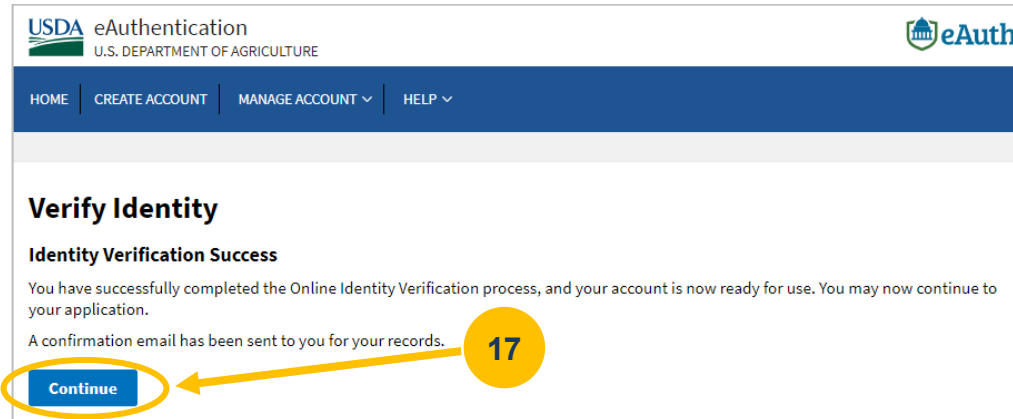 USDA eAuthentication
U.S. DEPARTMENT OF AGRICULTURE
eAuth
HOME CREATE ACCOUNT MANAGE ACCOUNT HELP
Verify Identity
Identity Verification Success
You have successfully completed the Online Identity Verification process, and your account is now ready for use. You may now continue to
your application.
A confirmation email has been sent to you for your records.
17
Continue